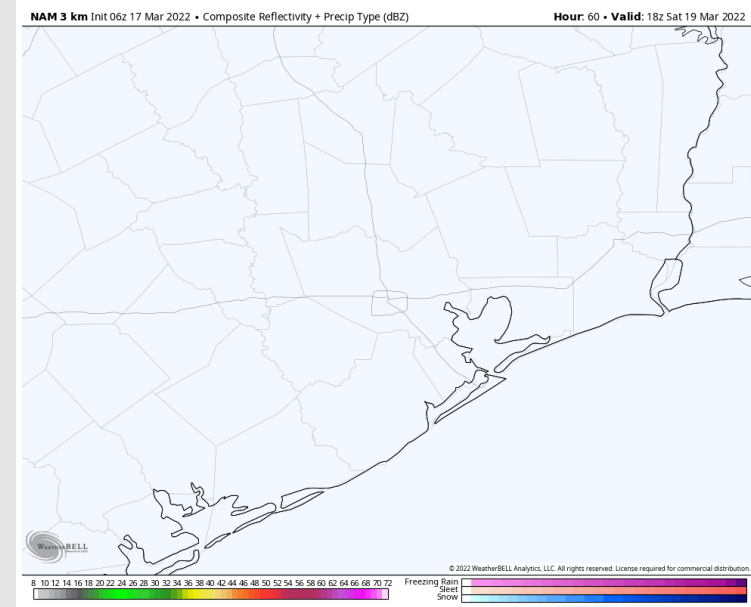 NAM 3 km Init 06z 17 Mar 2022 • Composite Reflectivity + Precip Type (dBZ) Hour: 60 • Valid: 18z Sat 19 Mar 2022
WeatherBELL
© 2022 WeatherBELL Analytics, LLC. All rights reserved. License required for commercial distribution.
8 10 12 14 16 18 20 22 24 26 28 30 32 34 36 38 40 42 44 46 48 50 52 54 56 58 60 62 64 66 68 70 72
Freezing Rain
Sleet
Snow